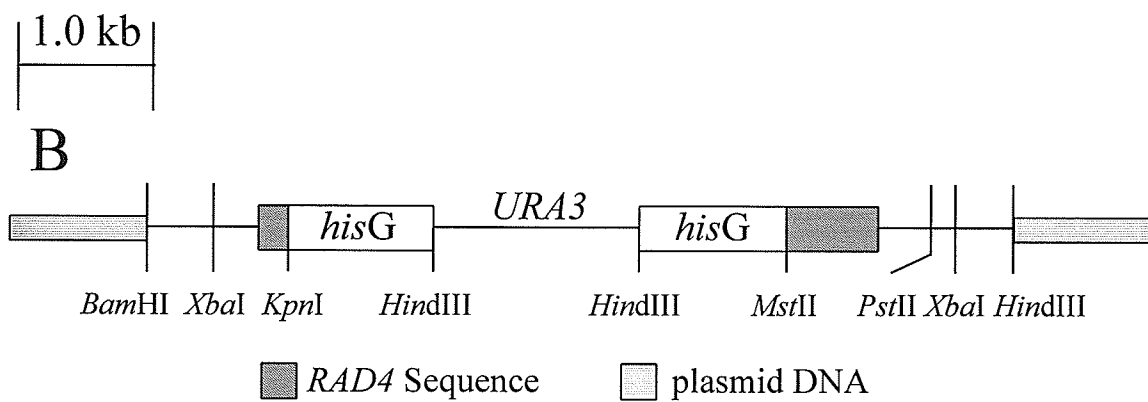 1.0 kb
B
hisG URA3 hisG
BamHI XbaI KpnI HindIII HindIII MstII PstII XbaI HindIII
RAD4 Sequence plasmid DNA